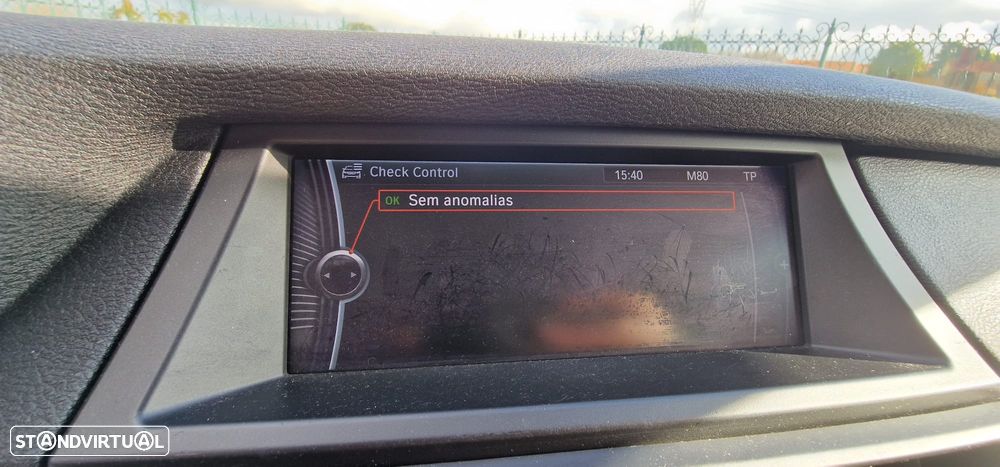 Check Control 15:40 M80 TP
OK Sem anomalias
STANDVIRTUAL